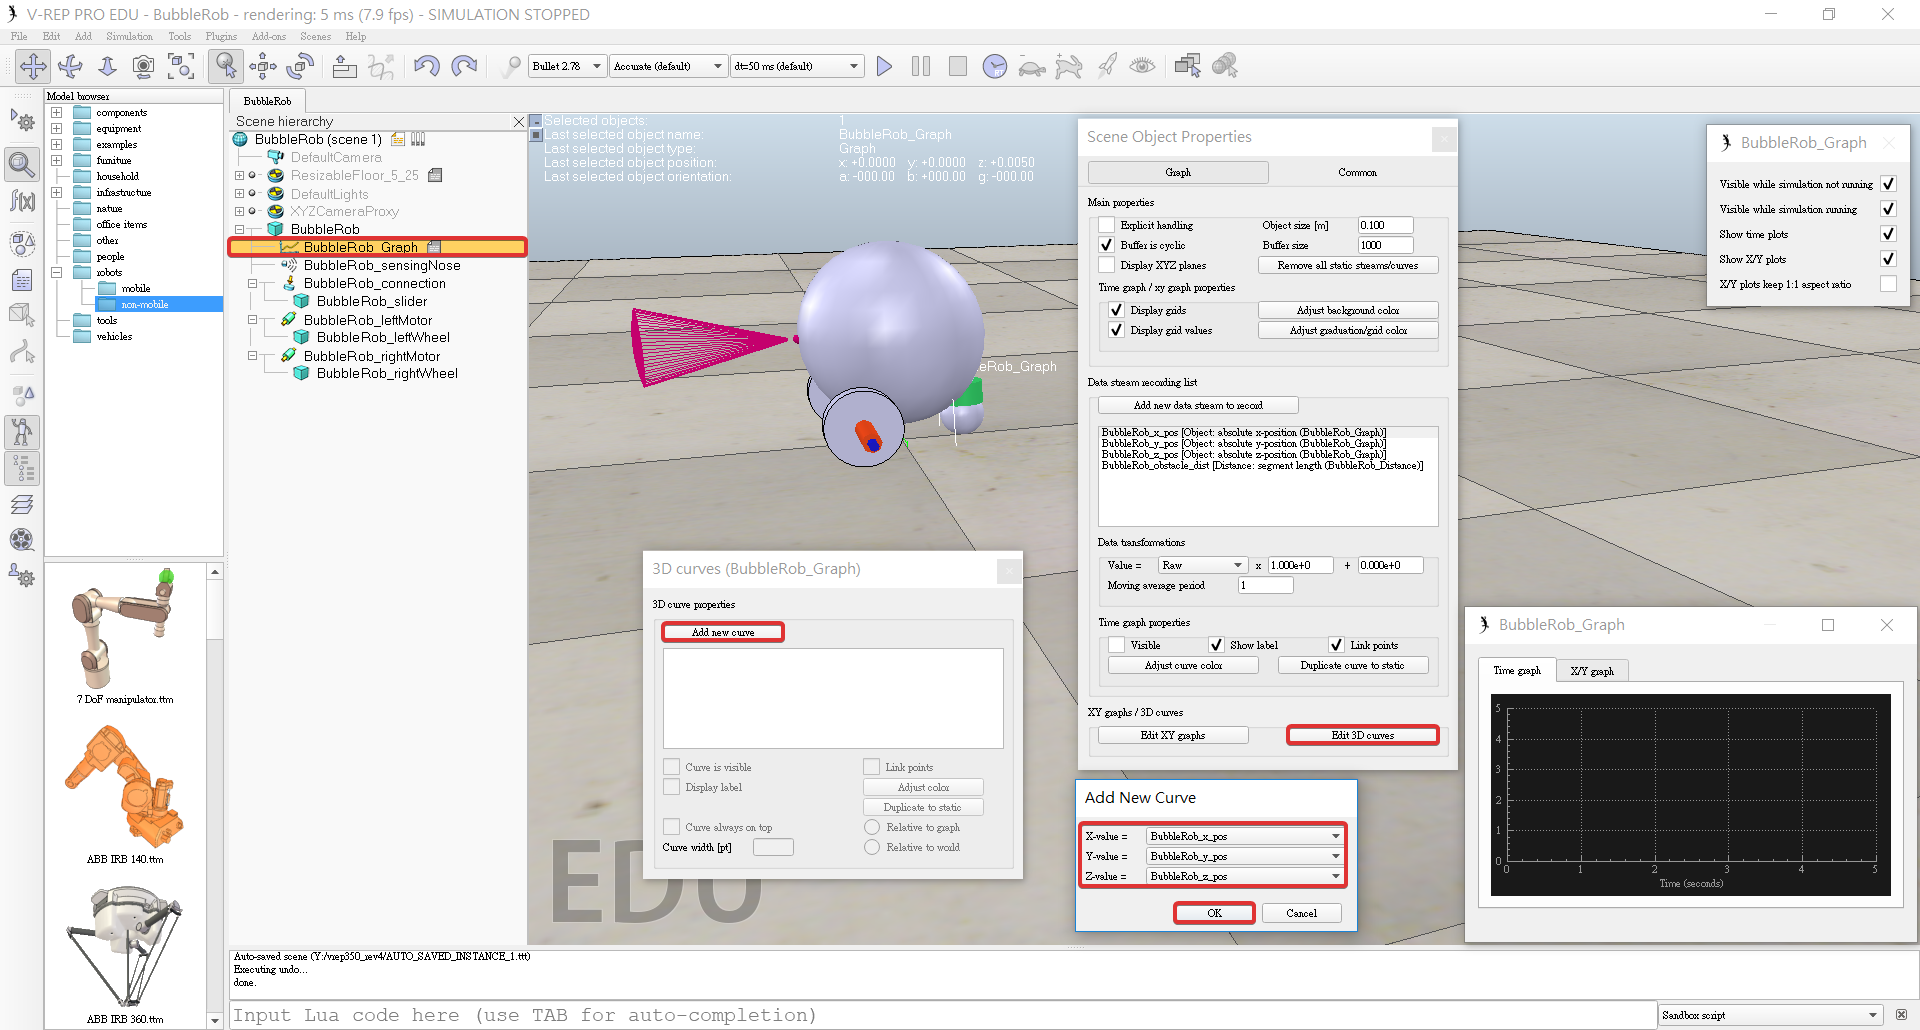 V-REP PRO EDU - BubbleRob - rendering: 5 ms (7.9 fps) - SIMULATION STOPPED
File Edit Add Simulation Tools Plugins Add-ons Scenes Help
Bullet 2.78 Accurate (default) dt=50 ms (default)
Model browser
components
equipment
examples
furniture
household
infrastructure
nature
office items
other
people
robots
mobile
non-mobile
tools
vehicles
7 DoF manipulator.ttm
ABB IRB 140.ttm
ABB IRB 360.ttm
BubbleRob
Scene hierarchy
BubbleRob (scene 1)
DefaultCamera
ResizableFloor_5_25
DefaultLights
XYZCameraProxy
BubbleRob
BubbleRob_Graph
BubbleRob_sensingNose
BubbleRob_connection
BubbleRob_slider
BubbleRob_leftMotor
BubbleRob_leftWheel
BubbleRob_rightMotor
BubbleRob_rightWheel
Selected objects: 1
Last selected object name: BubbleRob_Graph
Last selected object type: Graph
Last selected object position: x: +0.0000 y: +0.0000 z: +0.0050
Last selected object orientation: a: -000.00 b: +000.00 g: -000.00
eRob_Graph
EDU
3D curves (BubbleRob_Graph)
3D curve properties
Add new curve
Curve is visible Link points
Display label Adjust color
Duplicate to static
Curve always on top Relative to graph
Curve width [pt] Relative to world
Scene Object Properties
Graph Common
Main properties
Explicit handling Object size [m] 0.100
Buffer is cyclic Buffer size 1000
Display XYZ planes Remove all static streams/curves
Time graph / xy graph properties
Display grids Adjust background color
Display grid values Adjust graduation/grid color
Data stream recording list
Add new data stream to record
BubbleRob_x_pos [Object: absolute x-position (BubbleRob_Graph)]
BubbleRob_y_pos [Object: absolute y-position (BubbleRob_Graph)]
BubbleRob_z_pos [Object: absolute z-position (BubbleRob_Graph)]
BubbleRob_obstacle_dist [Distance: segment length (BubbleRob_Distance)]
Data transformations
Value = Raw x 1.000e+0 + 0.000e+0
Moving average period 1
Time graph properties
Visible Show label Link points
Adjust curve color Duplicate curve to static
XY graphs / 3D curves
Edit XY graphs Edit 3D curves
Add New Curve
X-value = BubbleRob_x_pos
Y-value = BubbleRob_y_pos
Z-value = BubbleRob_z_pos
OK Cancel
BubbleRob_Graph
Visible while simulation not running
Visible while simulation running
Show time plots
Show X/Y plots
X/Y plots keep 1:1 aspect ratio
BubbleRob_Graph
Time graph X/Y graph
5
4
3
2
1
0
0 1 2 3 4 5
Time (seconds)
Auto-saved scene (Y:/vrep350_rev4/AUTO_SAVED_INSTANCE_1.ttt)
Executing undo...
done.
Input Lua code here (use TAB for auto-completion)
Sandbox script